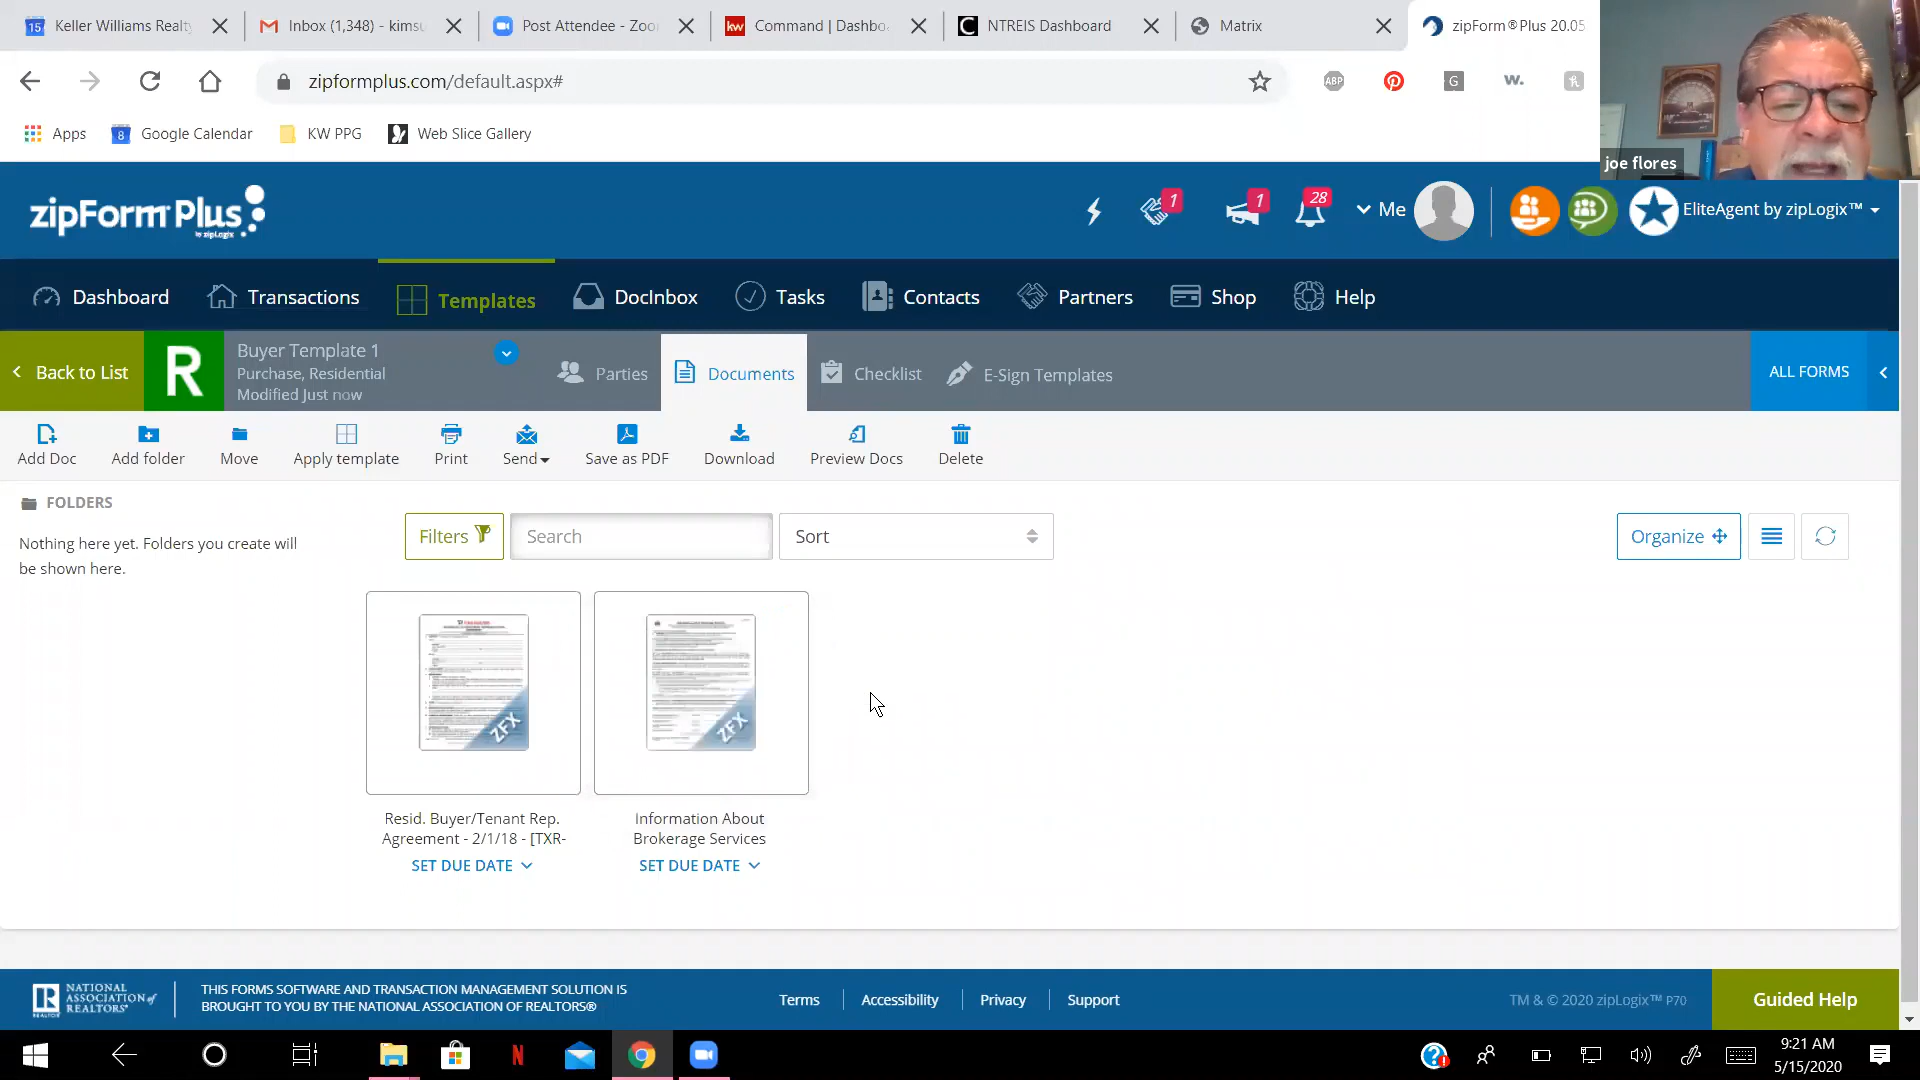 Keller Williams Realty
Inbox (1,348) - kimsu
Post Attendee - Zoo
Command | Dashbo
NTREIS Dashboard
Matrix
zipForm®Plus 20.05
zipformplus.com/default.aspx#
ABP
G
w.
Apps
Google Calendar
KW PPG
Web Slice Gallery
joe flores
zipForm Plus
by zipLogix
1
1
28
Me
EliteAgent by zipLogix™
Dashboard
Transactions
Templates
DocInbox
Tasks
Contacts
Partners
Shop
Help
Back to List
R
Buyer Template 1
Purchase, Residential
Modified Just now
Parties
Documents
Checklist
E-Sign Templates
ALL FORMS
Add Doc
Add folder
Move
Apply template
Print
Send
Save as PDF
Download
Preview Docs
Delete
FOLDERS
Nothing here yet. Folders you create will
be shown here.
Filters
Search
Sort
Organize
ZFX
ZFX
Resid. Buyer/Tenant Rep.
Agreement - 2/1/18 - [TXR-
SET DUE DATE
Information About
Brokerage Services
SET DUE DATE
NATIONAL
ASSOCIATION of
REALTORS®
THIS FORMS SOFTWARE AND TRANSACTION MANAGEMENT SOLUTION IS
BROUGHT TO YOU BY THE NATIONAL ASSOCIATION OF REALTORS®
Terms
Accessibility
Privacy
Support
TM & © 2020 zipLogix™ P70
Guided Help
9:21 AM
5/15/2020